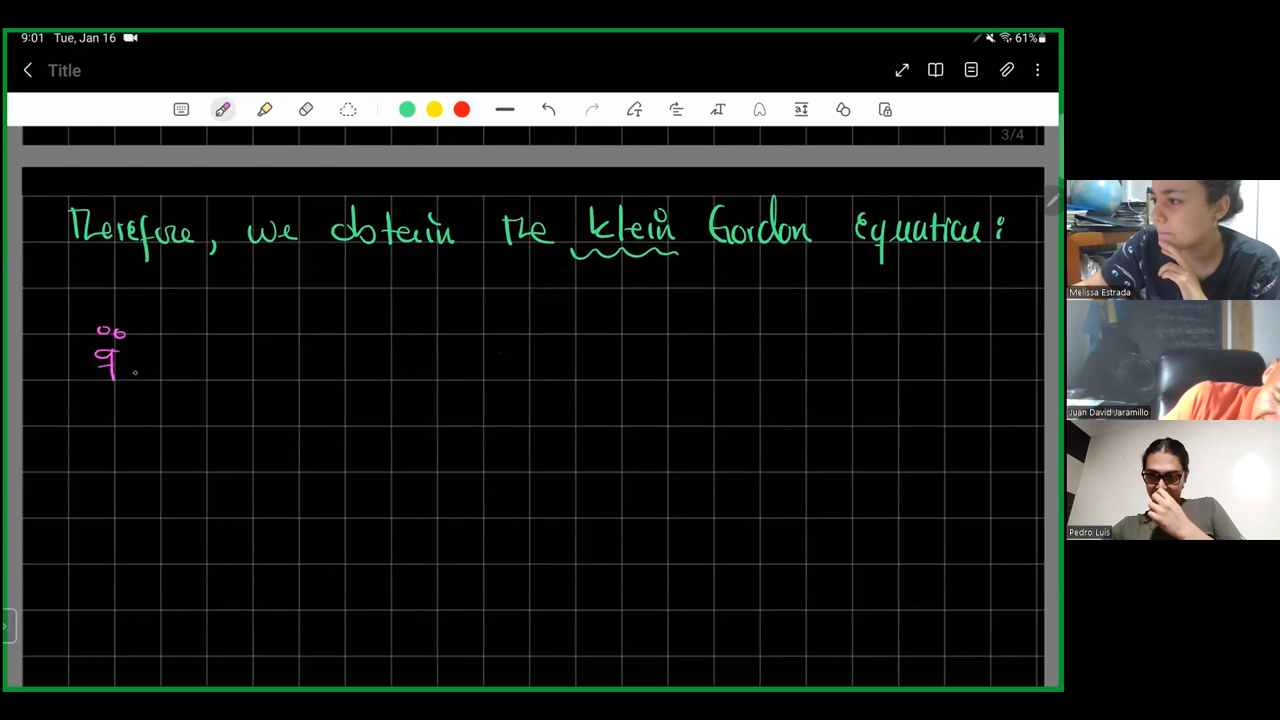 9:01 Tue, Jan 16 61%
Title
3/4
Therefore, we obtain the klein Gordon Equation:
q̈
Melissa Estrada
Juan David Jaramillo
Pedro Luis